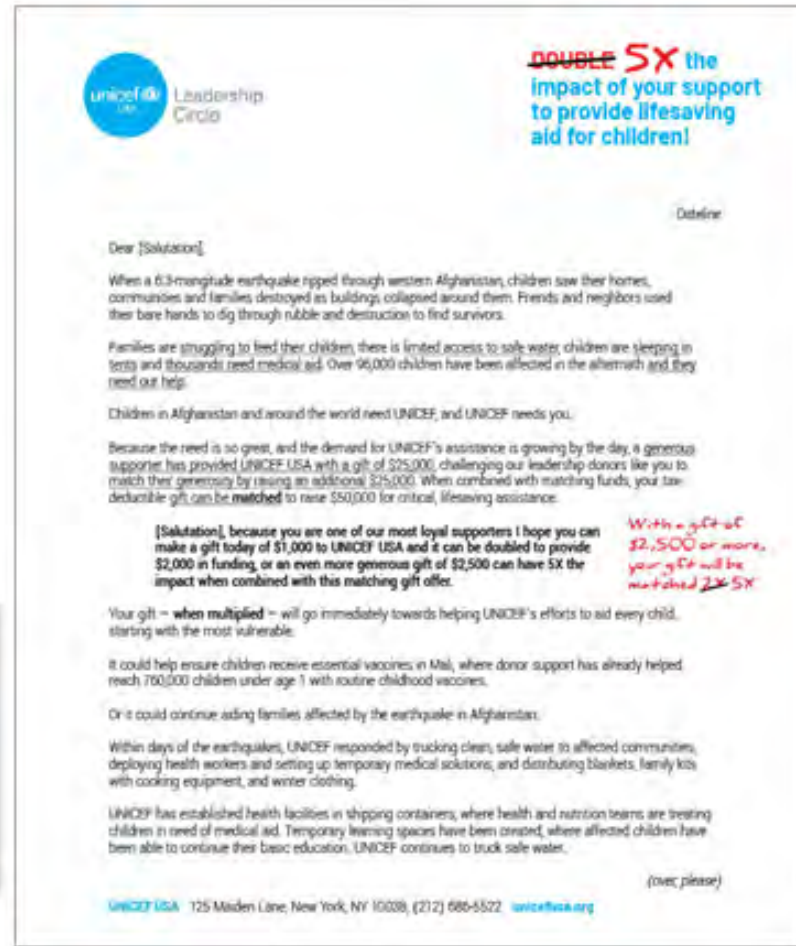 unicef
USA
Leadership
Circle
DOUBLE 5X the
impact of your support
to provide lifesaving
aid for children!
Dateline
Dear [Salutation],
When a 6.3-mangitude earthquake ripped through western Afghanistan, children saw their homes,
communities and families destroyed as buildings collapsed around them. Friends and neighbors used
their bare hands to dig through rubble and destruction to find survivors.
Families are struggling to feed their children, there is limited access to safe water, children are sleeping in
tents and thousands need medical aid. Over 96,000 children have been affected in the aftermath and they
need our help.
Children in Afghanistan and around the world need UNICEF, and UNICEF needs you.
Because the need is so great, and the demand for UNICEF's assistance is growing by the day, a generous
supporter has provided UNICEF USA with a gift of $25,000, challenging our leadership donors like you to
match their generosity by raising an additional $25,000. When combined with matching funds, your tax-
deductible gift can be matched to raise $50,000 for critical, lifesaving assistance.
[Salutation], because you are one of our most loyal supporters I hope you can
make a gift today of $1,000 to UNICEF USA and it can be doubled to provide
$2,000 in funding, or an even more generous gift of $2,500 can have 5X the
impact when combined with this matching gift offer.
With a gift of
$2,500 or more,
your gift will be
matched 2X 5X
Your gift – when multiplied – will go immediately towards helping UNICEF's efforts to aid every child,
starting with the most vulnerable.
It could help ensure children receive essential vaccines in Mali, where donor support has already helped
reach 760,000 children under age 1 with routine childhood vaccines.
Or it could continue aiding families affected by the earthquake in Afghanistan.
Within days of the earthquakes, UNICEF responded by trucking clean, safe water to affected communities,
deploying health workers and setting up temporary medical solutions, and distributing blankets, family kits
with cooking equipment, and winter clothing.
UNICEF has established health facilities in shipping containers, where health and nutrition teams are treating
children in need of medical aid. Temporary learning spaces have been created, where affected children have
been able to continue their basic education. UNICEF continues to truck safe water.
(over, please)
UNICEF USA 125 Maiden Lane, New York, NY 10038, (212) 686-5522 unicefusa.org